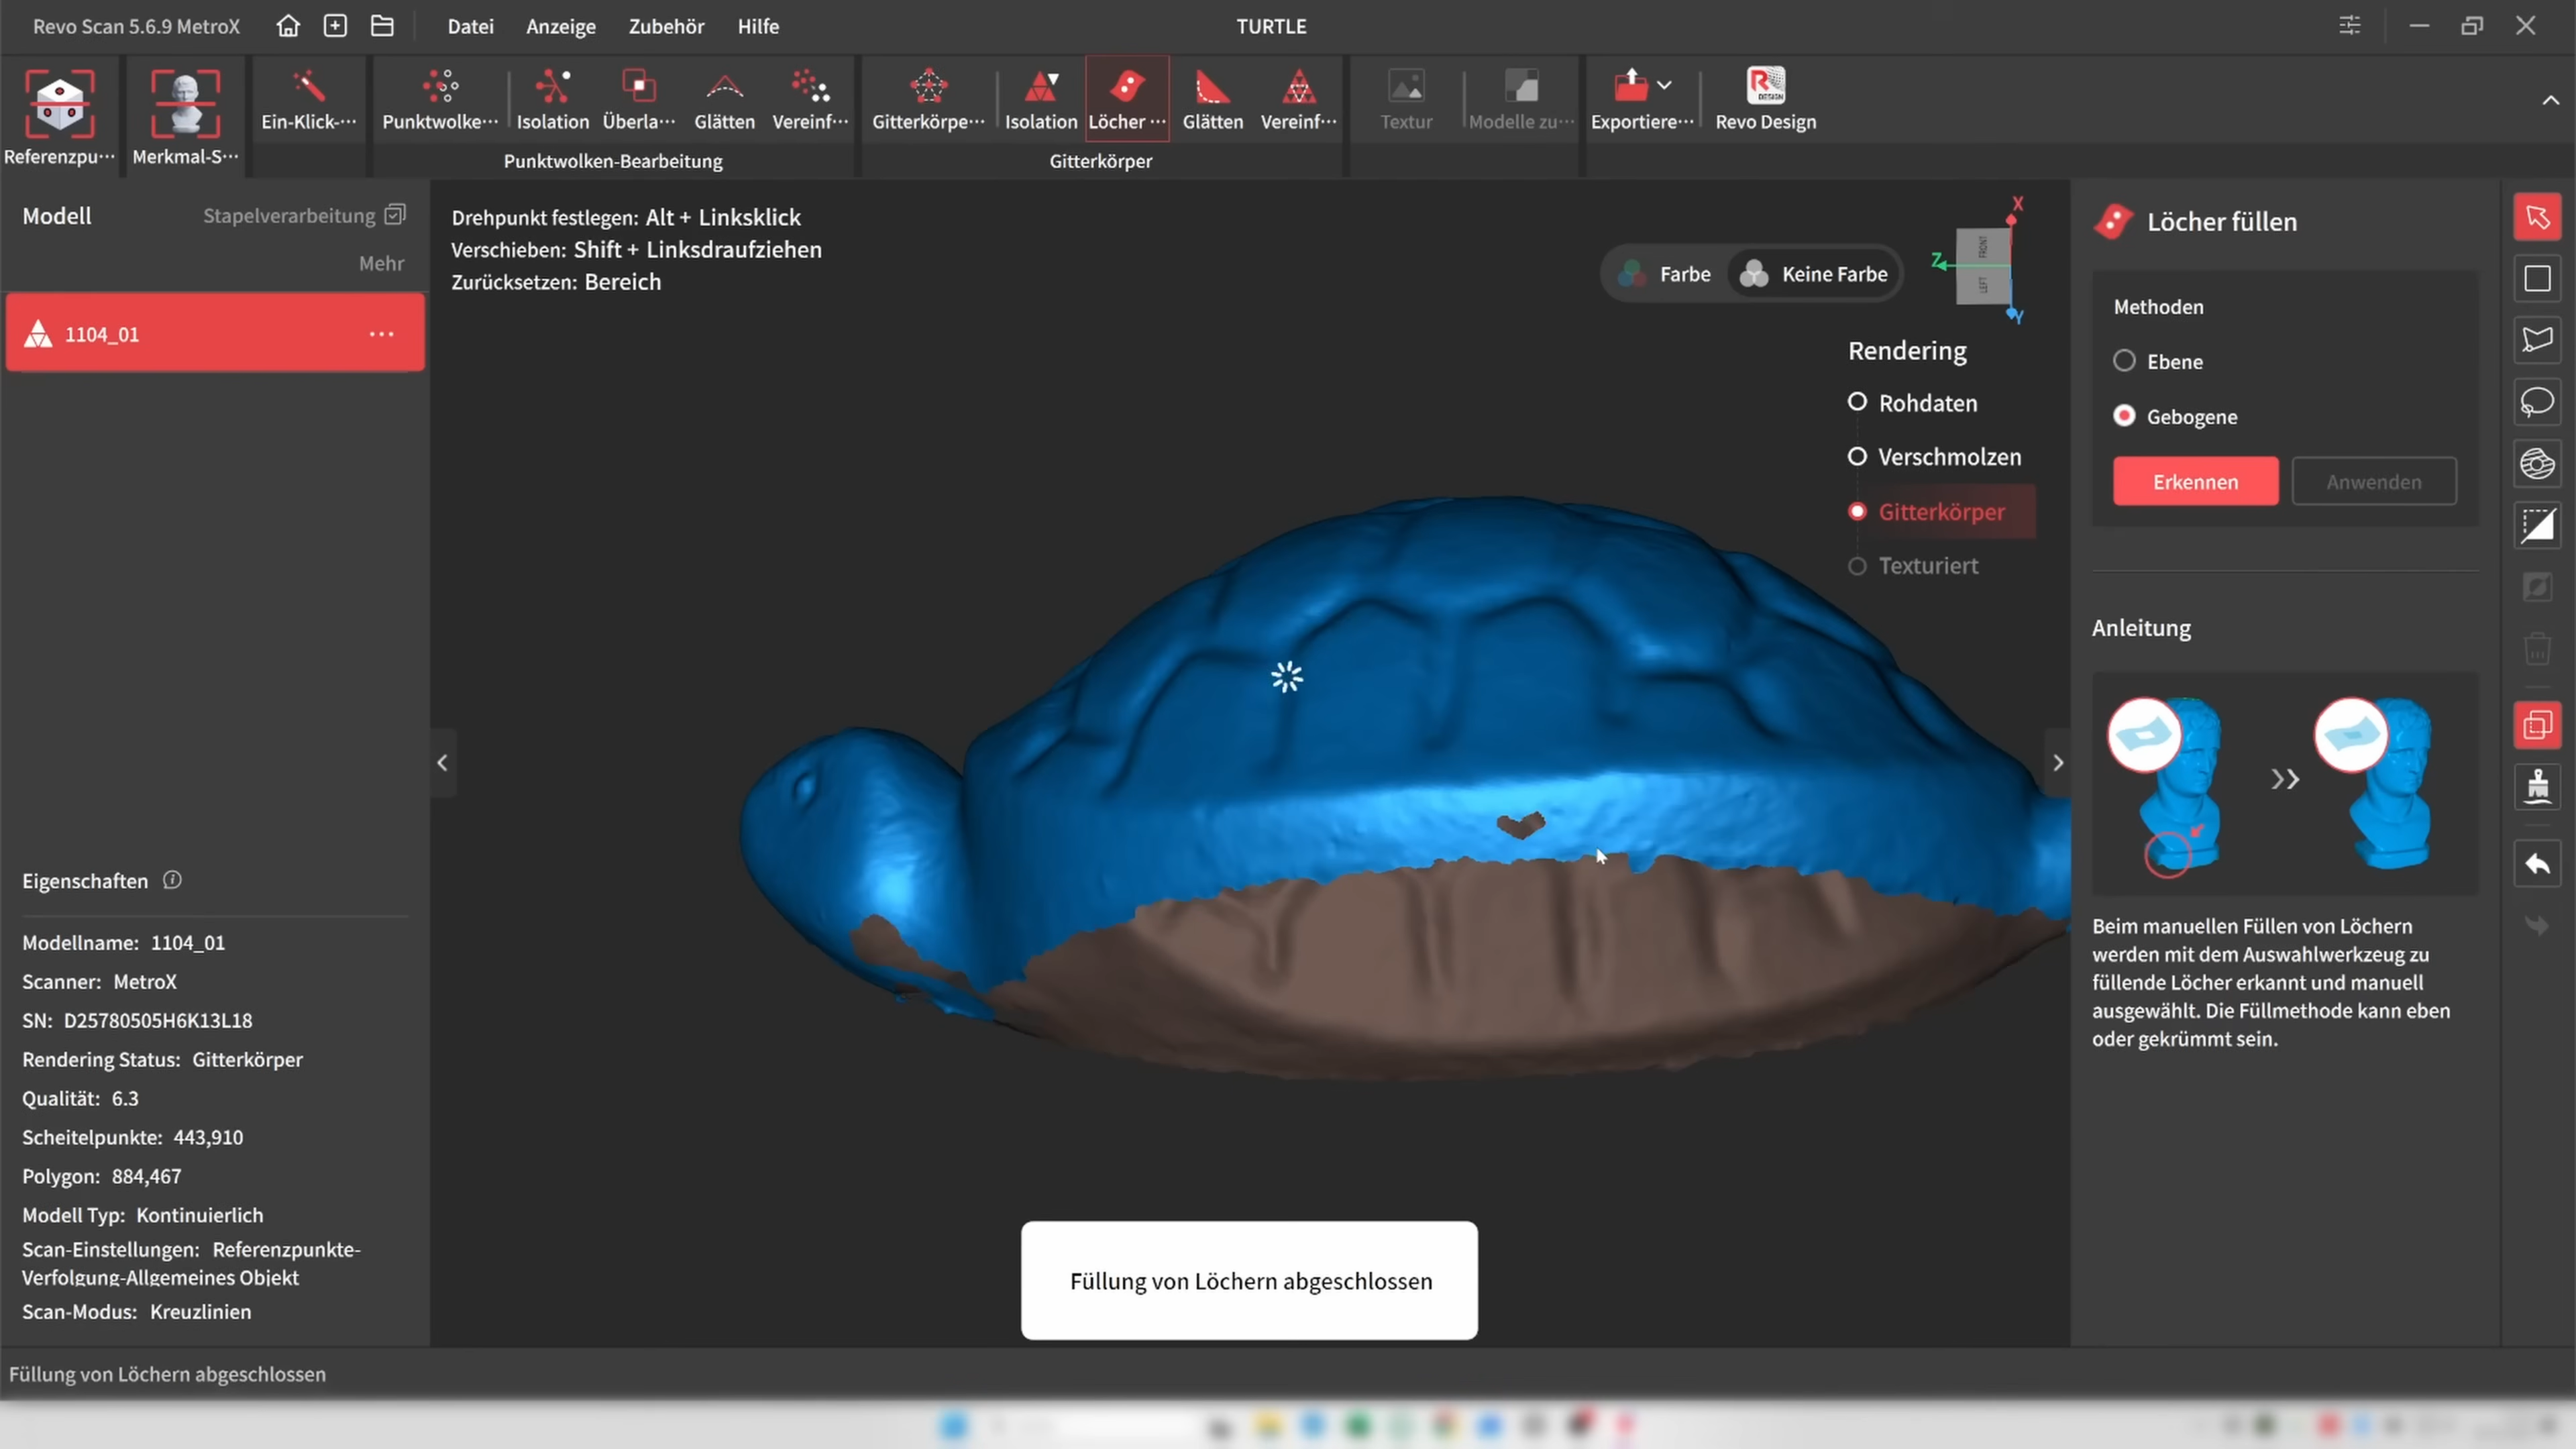 Revo Scan 5.6.9 MetroX
Datei
Anzeige
Zubehör
Hilfe
TURTLE
Referenzpu···
Merkmal-S···
Ein-Klick-···
Punktwolke···
Isolation
Überla···
Glätten
Vereinf···
Punktwolken-Bearbeitung
Gitterkörpe···
Isolation
Löcher ···
Glätten
Vereinf···
Gitterkörper
Textur
Modelle zu···
Exportiere···
R DESIGN
Revo Design
Modell
Stapelverarbeitung
Mehr
1104_01
···
Eigenschaften
Modellname: 1104_01
Scanner: MetroX
SN: D25780505H6K13L18
Rendering Status: Gitterkörper
Qualität: 6.3
Scheitelpunkte: 443,910
Polygon: 884,467
Modell Typ: Kontinuierlich
Scan-Einstellungen: Referenzpunkte-
Verfolgung-Allgemeines Objekt
Scan-Modus: Kreuzlinien
Drehpunkt festlegen: Alt + Linksklick
Verschieben: Shift + Linksdraufziehen
Zurücksetzen: Bereich
Farbe
Keine Farbe
X
Z
Y
FRONT
LEFT
Rendering
Rohdaten
Verschmolzen
Gitterkörper
Texturiert
Füllung von Löchern abgeschlossen
Löcher füllen
Methoden
Ebene
Gebogene
Erkennen
Anwenden
Anleitung
Beim manuellen Füllen von Löchern
werden mit dem Auswahlwerkzeug zu
füllende Löcher erkannt und manuell
ausgewählt. Die Füllmethode kann eben
oder gekrümmt sein.
Füllung von Löchern abgeschlossen